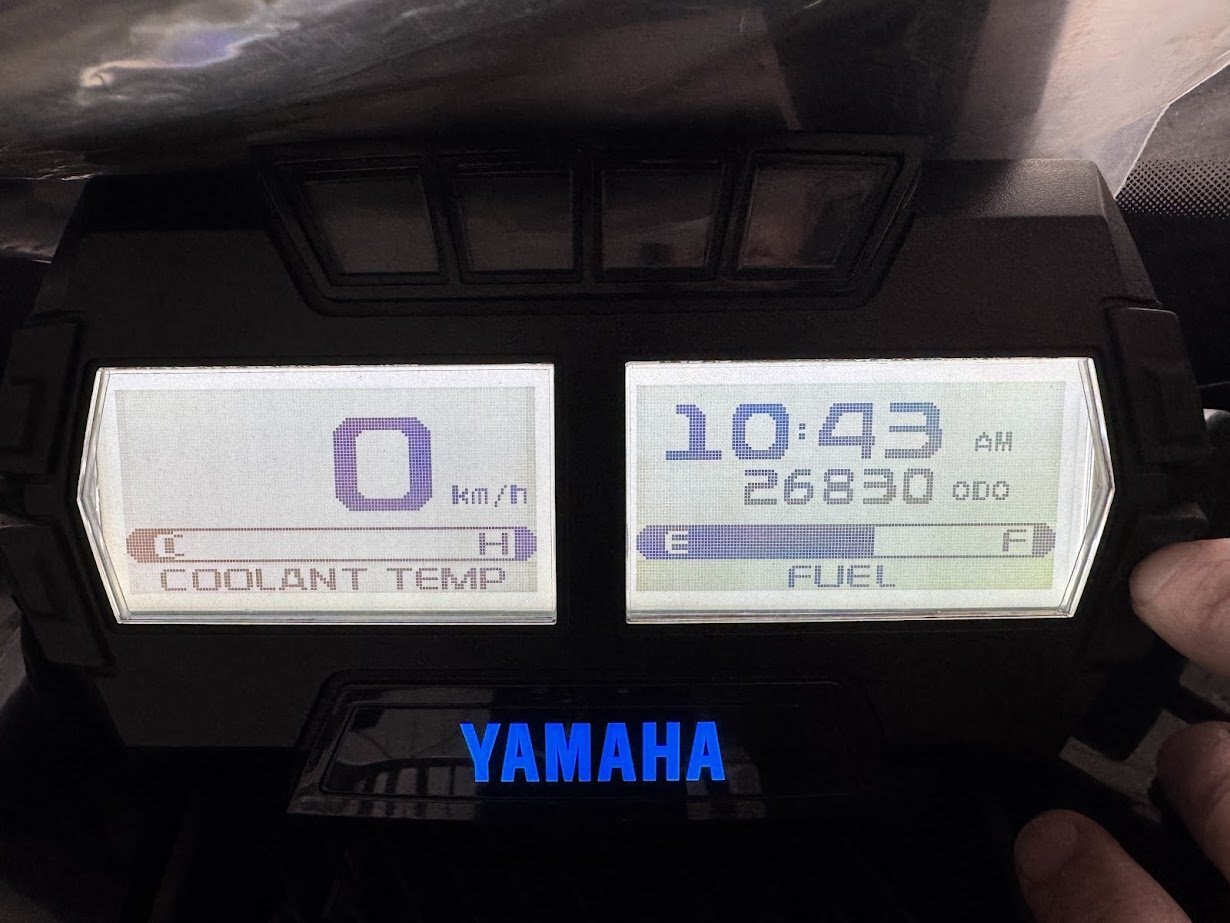 0 km/h
C H
COOLANT TEMP
10:43 AM
26830 ODO
E F
FUEL
YAMAHA